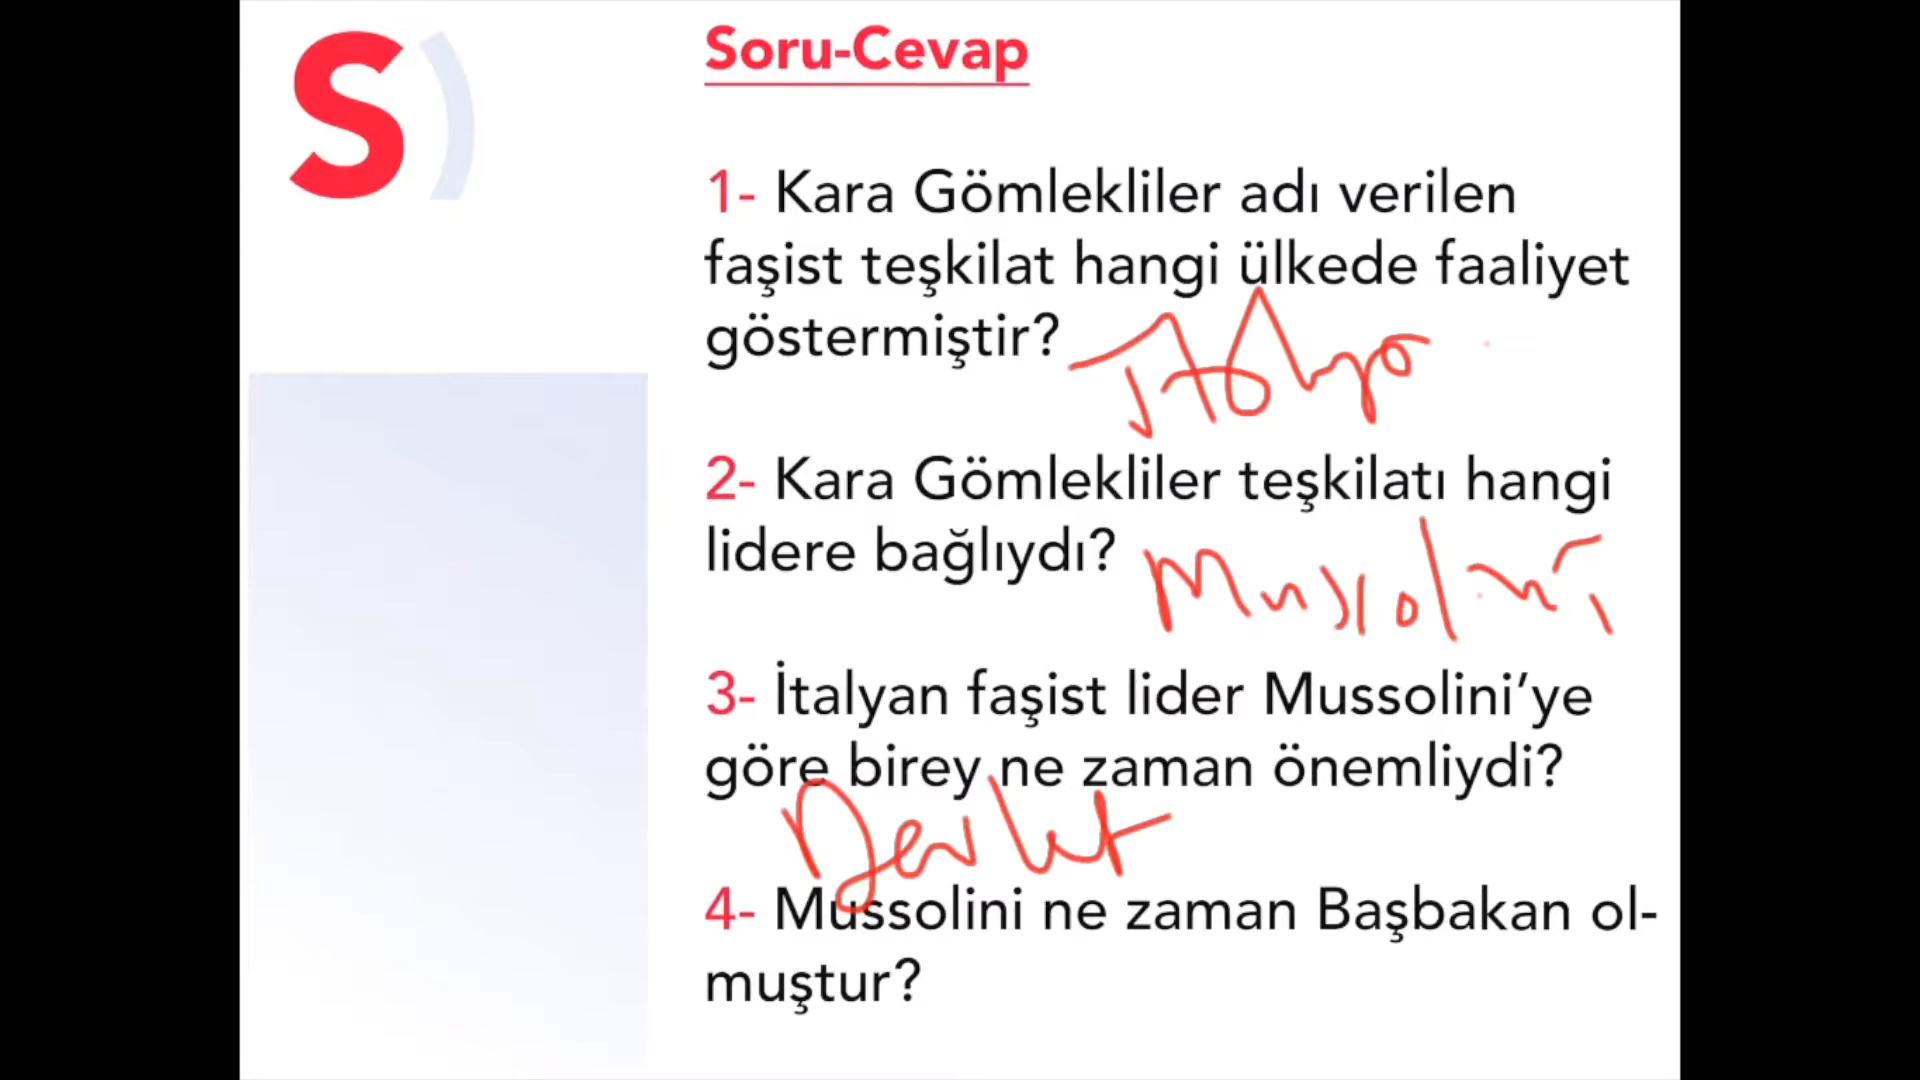 S)
Soru-Cevap
1- Kara Gömlekliler adı verilen
faşist teşkilat hangi ülkede faaliyet
göstermiştir?
İtalya
2- Kara Gömlekliler teşkilatı hangi
lidere bağlıydı?
Mussolini
3- İtalyan faşist lider Mussolini’ye
göre birey ne zaman önemliydi?
Devlet
4- Mussolini ne zaman Başbakan ol-
muştur?